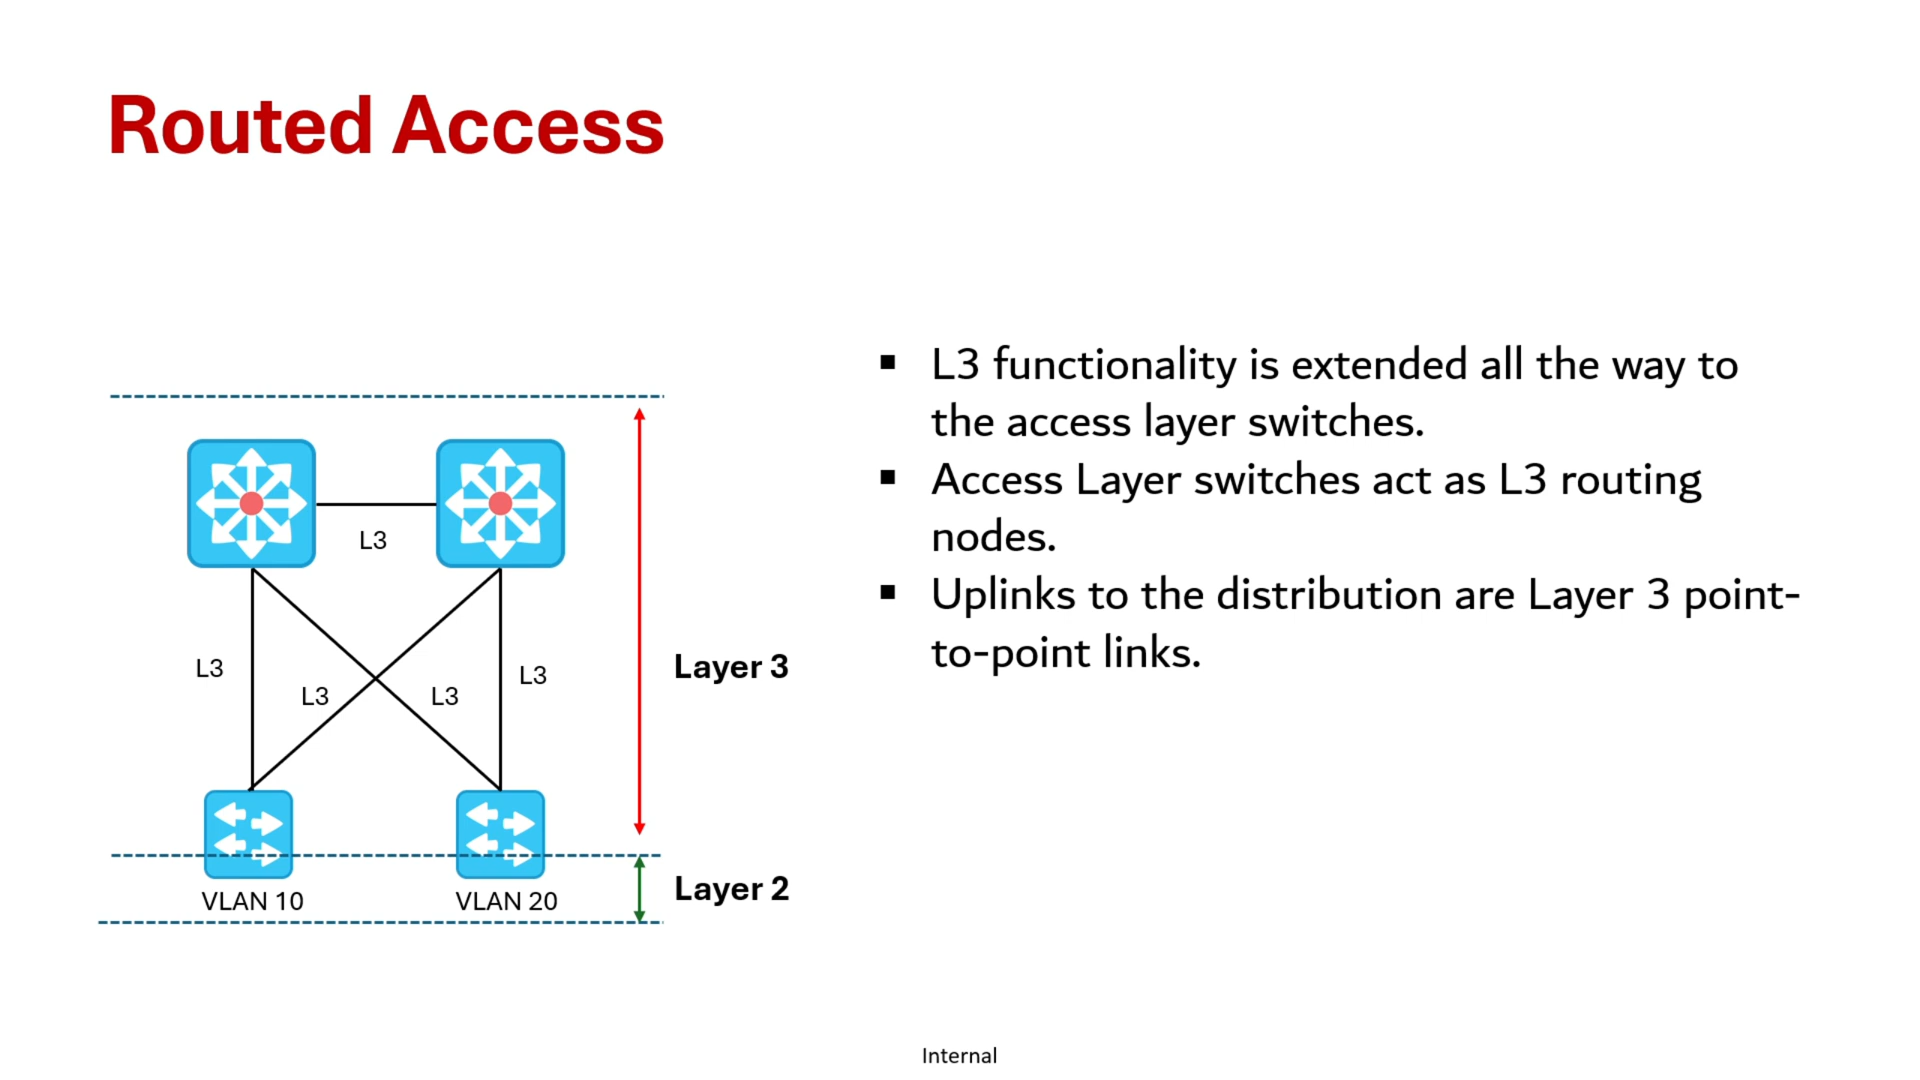 Routed Access
L3
L3
L3
L3
L3
Layer 3
VLAN 10
VLAN 20
Layer 2
▪ L3 functionality is extended all the way to
the access layer switches.
▪ Access Layer switches act as L3 routing
nodes.
▪ Uplinks to the distribution are Layer 3 point-
to-point links.
Internal